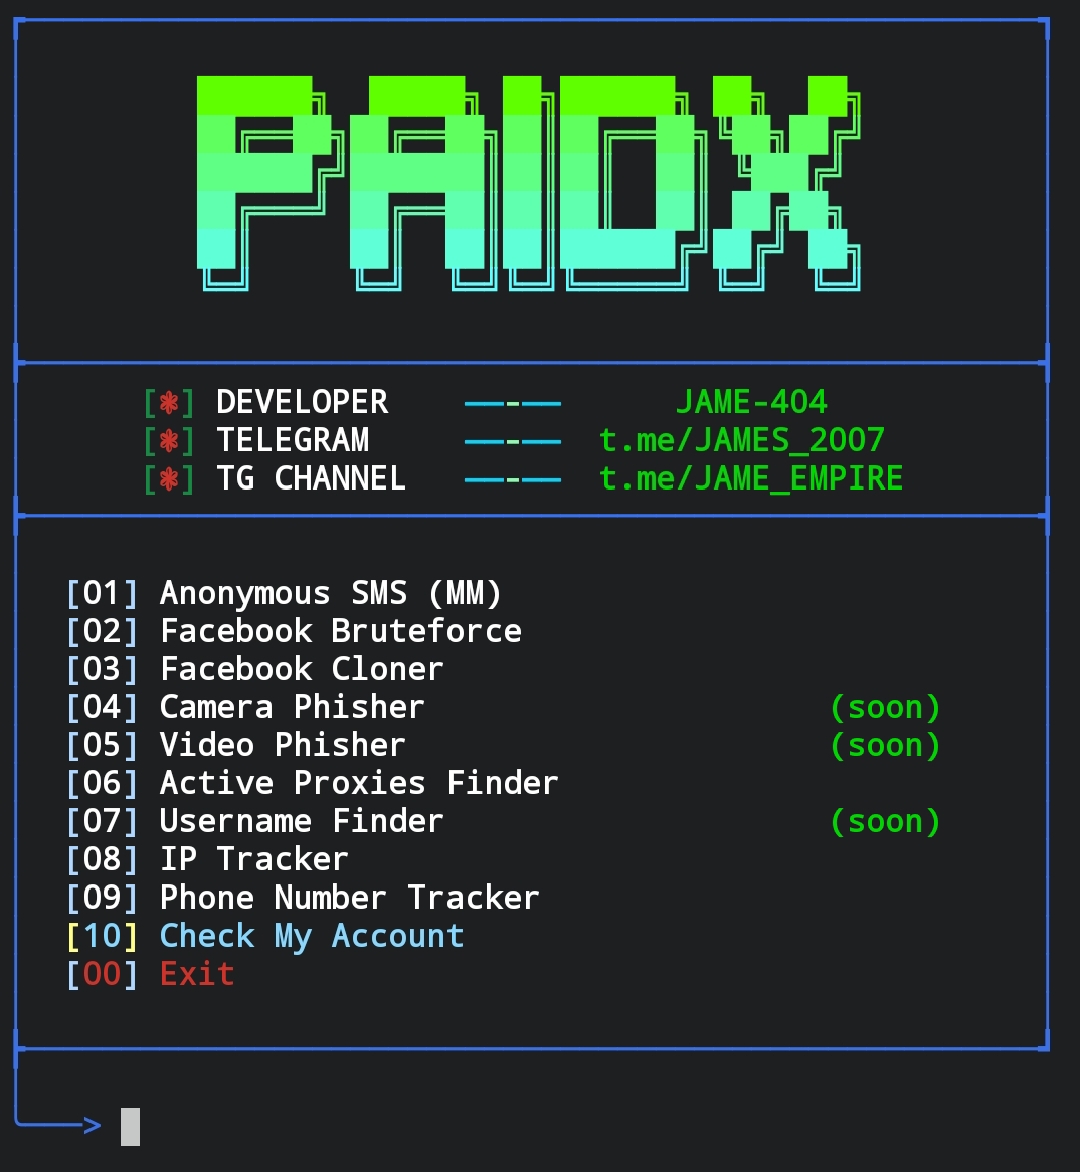 PAIDX
[❃] DEVELOPER ———-——— JAME-404
[❃] TELEGRAM ———-——— t.me/JAMES_2007
[❃] TG CHANNEL ———-——— t.me/JAME_EMPIRE
[01] Anonymous SMS (MM)
[02] Facebook Bruteforce
[03] Facebook Cloner
[04] Camera Phisher (soon)
[05] Video Phisher (soon)
[06] Active Proxies Finder
[07] Username Finder (soon)
[08] IP Tracker
[09] Phone Number Tracker
[10] Check My Account
[00] Exit
>